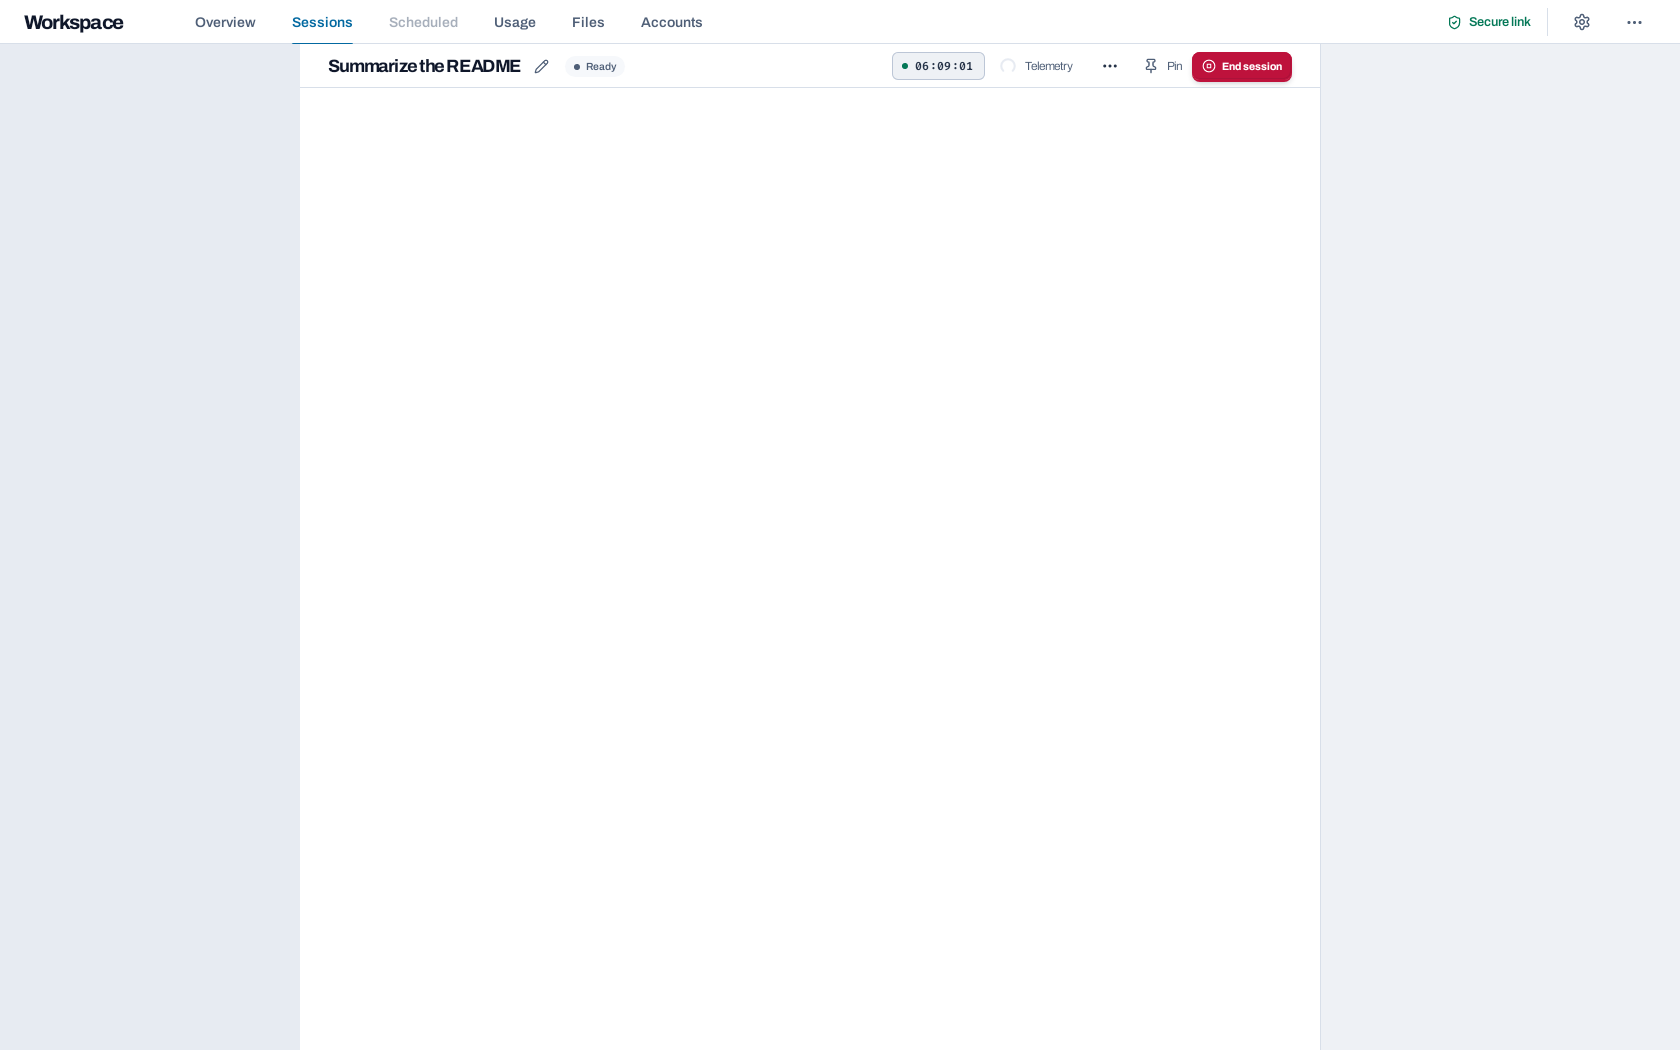 Workspace Overview Sessions Scheduled Usage Files Accounts Secure link
Summarize the README Ready 06:09:01 Telemetry Pin End session